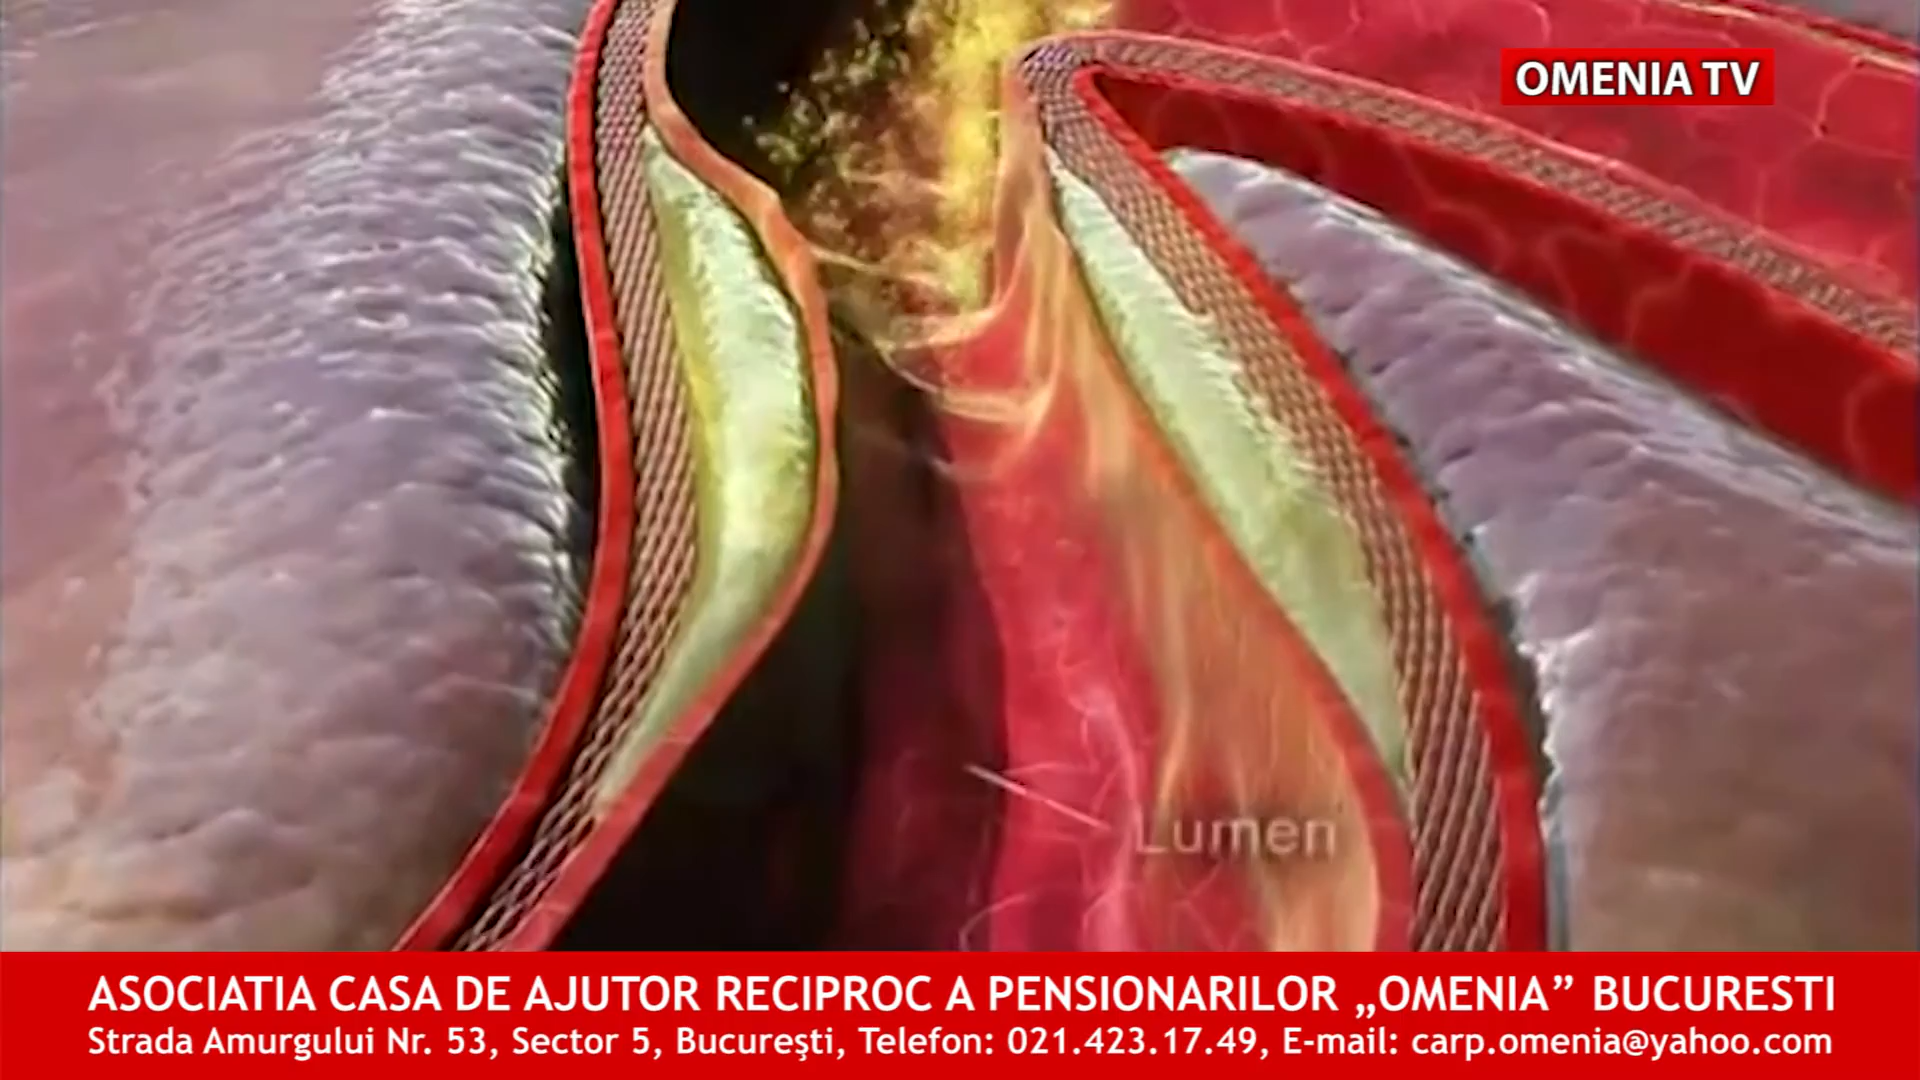 OMENIA TV
Lumen
ASOCIATIA CASA DE AJUTOR RECIPROC A PENSIONARILOR „OMENIA” BUCURESTI
Strada Amurgului Nr. 53, Sector 5, Bucureşti, Telefon: 021.423.17.49, E-mail: carp.omenia@yahoo.com